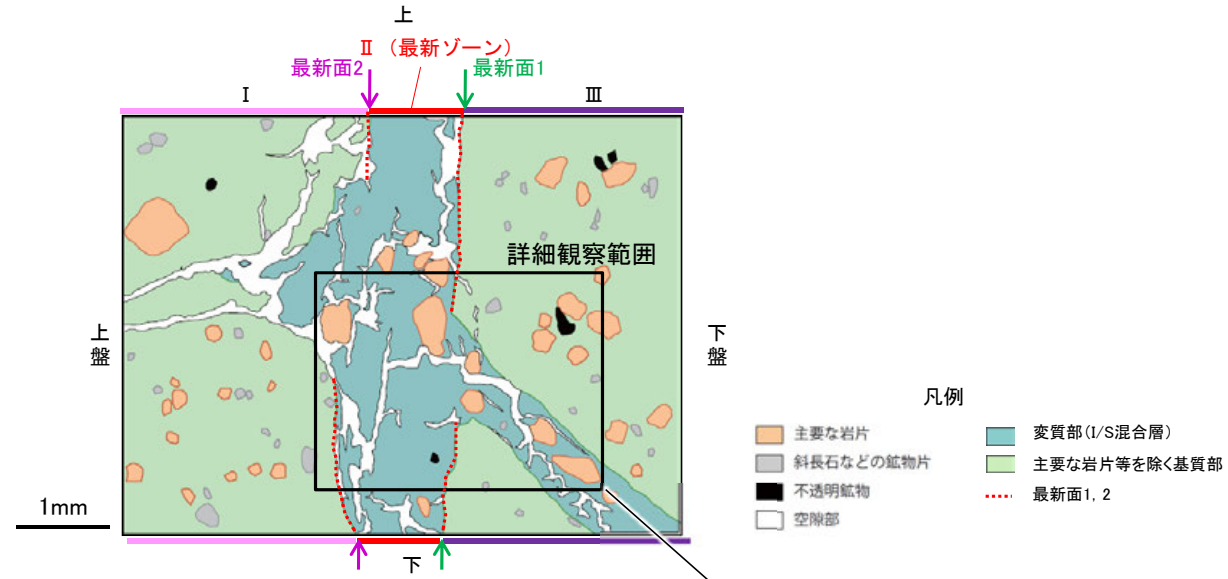 上
Ⅱ （最新ゾーン）
最新面2
最新面1
Ⅰ
Ⅲ
詳細観察範囲
上盤
下盤
1mm
下
凡例
主要な岩片
斜長石などの鉱物片
不透明鉱物
空隙部
変質部(I/S混合層)
主要な岩片等を除く基質部
最新面1, 2